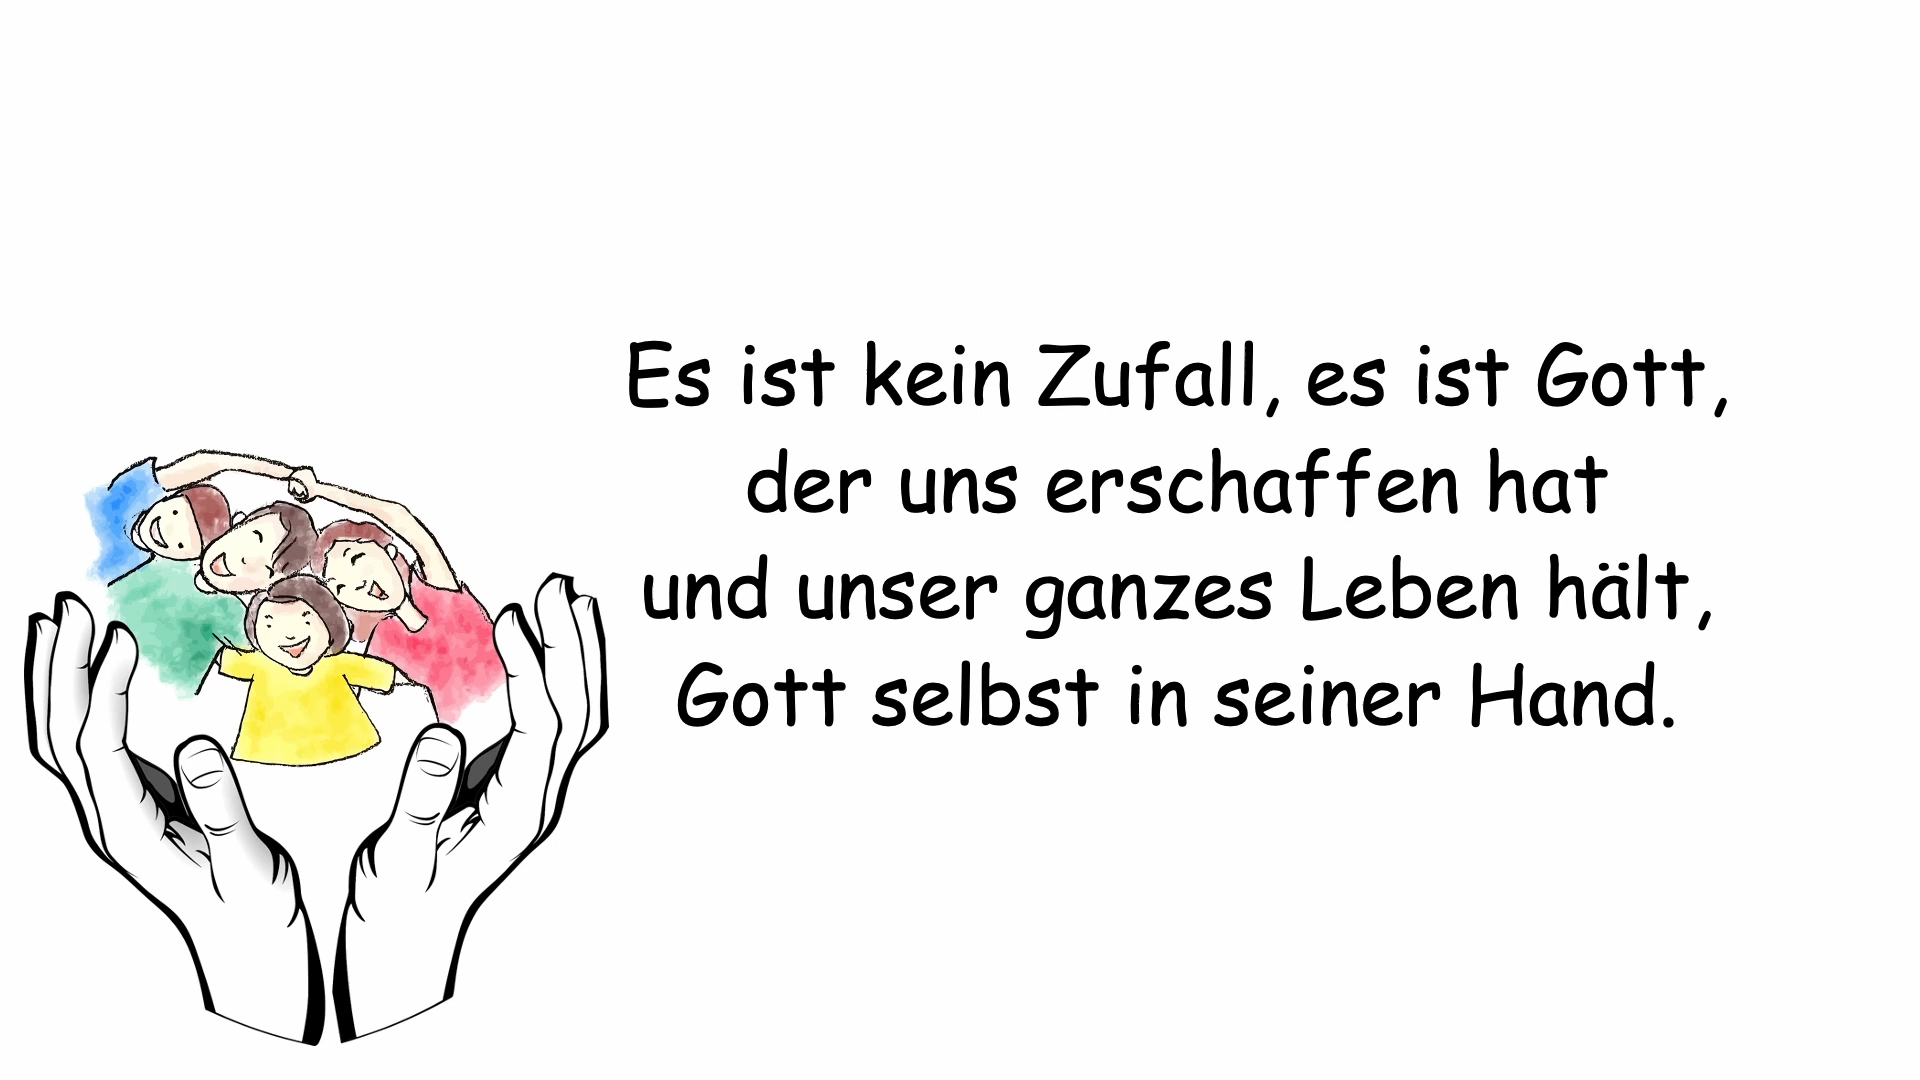 Es ist kein Zufall, es ist Gott,
der uns erschaffen hat
und unser ganzes Leben hält,
Gott selbst in seiner Hand.